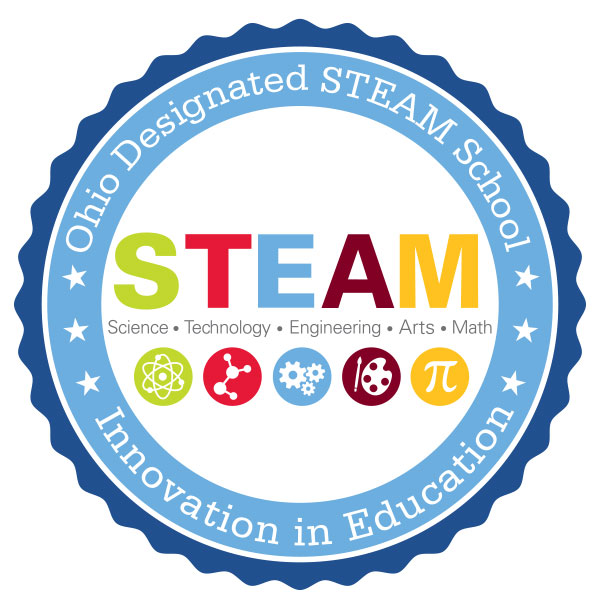 Ohio Designated STEAM School
STEAM
Science • Technology • Engineering • Arts • Math
π
Innovation in Education